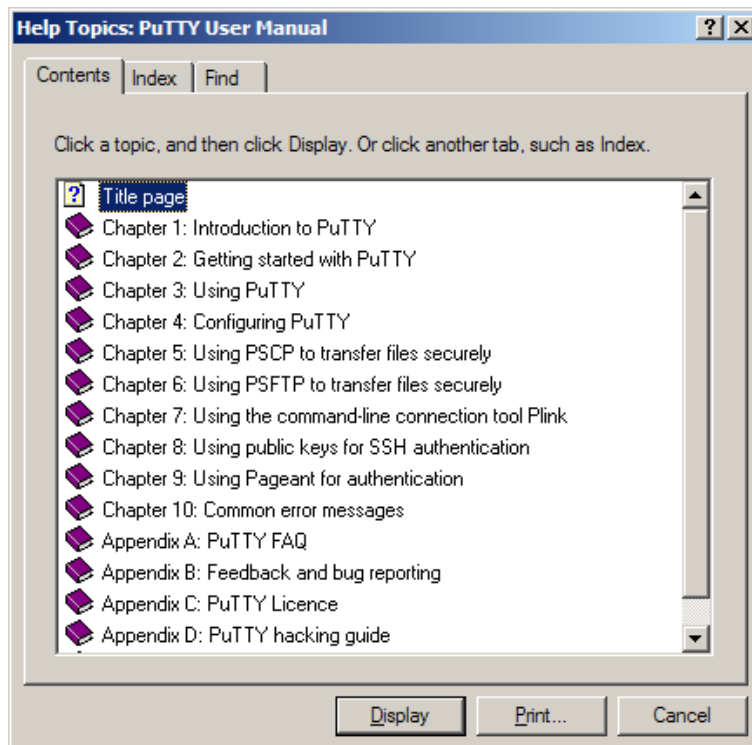 Help Topics: PuTTY User Manual
Contents Index Find
Click a topic, and then click Display. Or click another tab, such as Index.
Title page
Chapter 1: Introduction to PuTTY
Chapter 2: Getting started with PuTTY
Chapter 3: Using PuTTY
Chapter 4: Configuring PuTTY
Chapter 5: Using PSCP to transfer files securely
Chapter 6: Using PSFTP to transfer files securely
Chapter 7: Using the command-line connection tool Plink
Chapter 8: Using public keys for SSH authentication
Chapter 9: Using Pageant for authentication
Chapter 10: Common error messages
Appendix A: PuTTY FAQ
Appendix B: Feedback and bug reporting
Appendix C: PuTTY Licence
Appendix D: PuTTY hacking guide
Display Print... Cancel